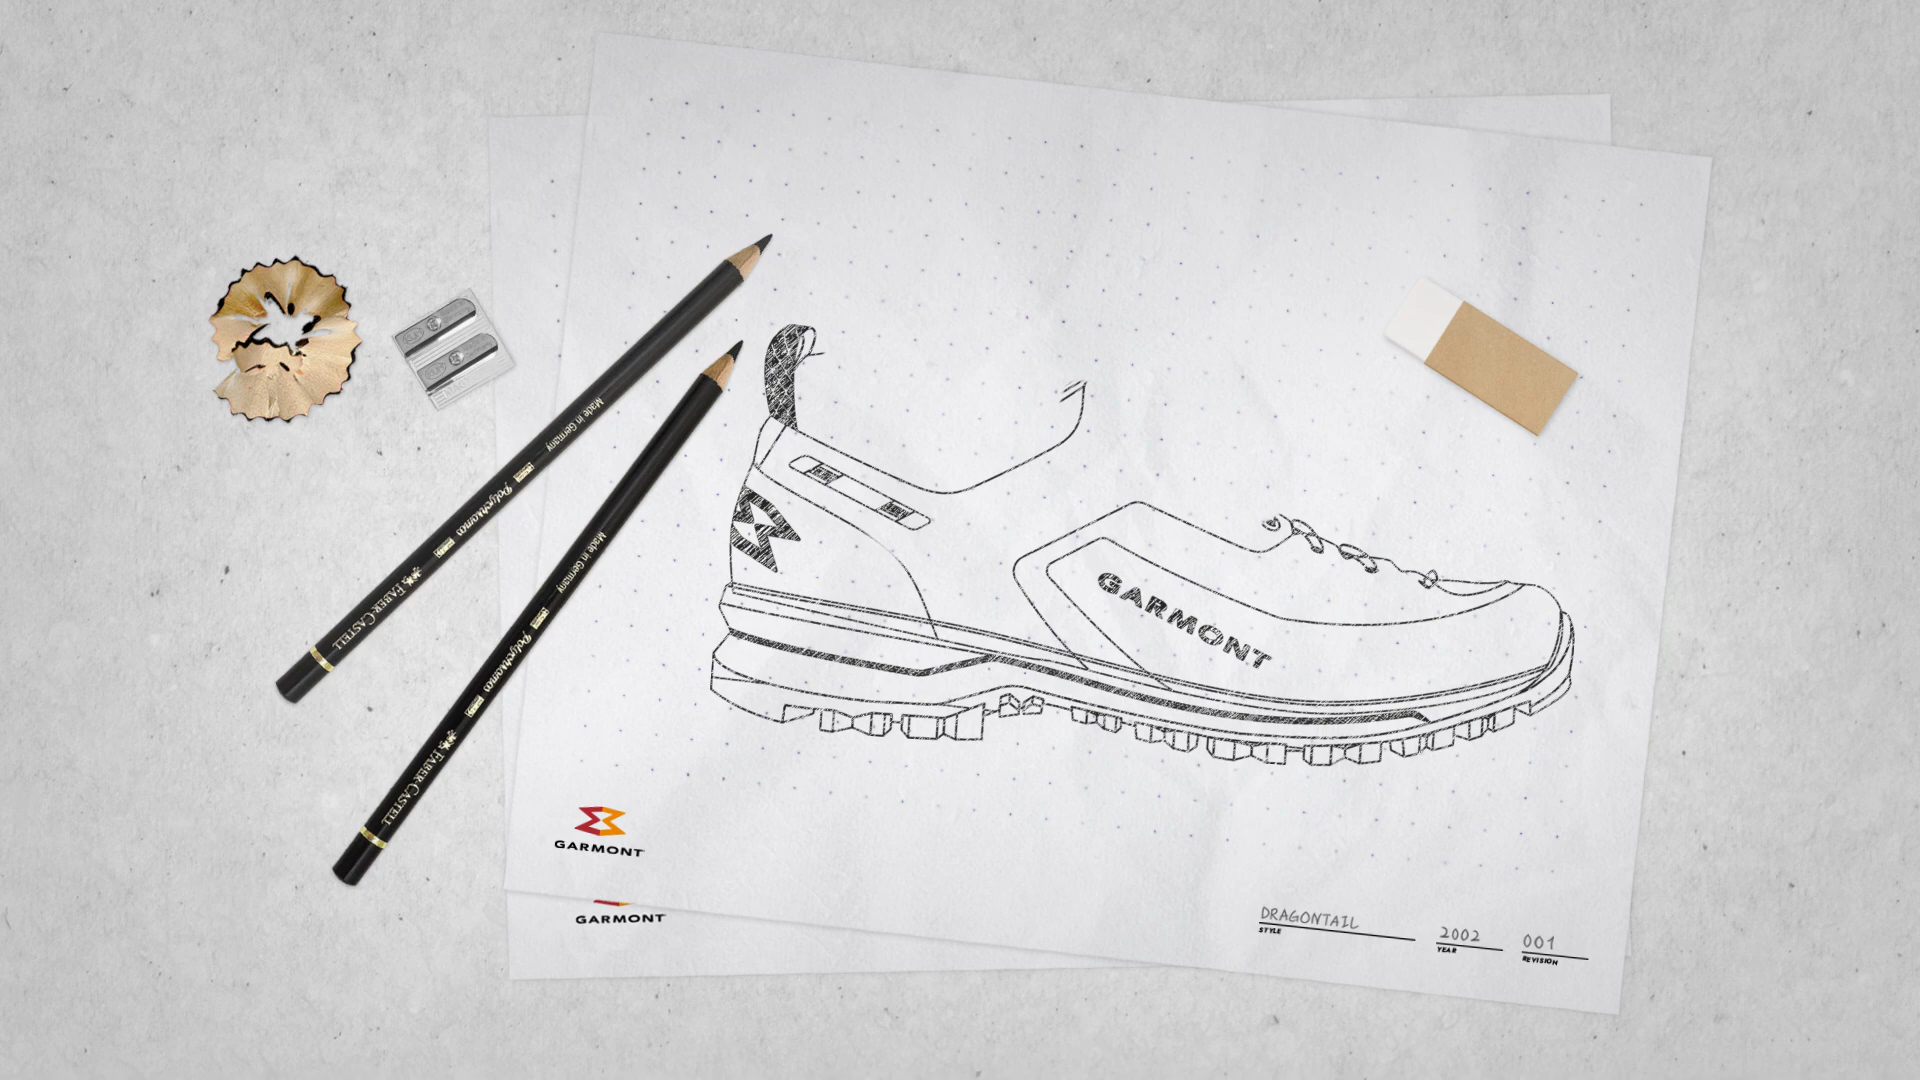 Made in Germany
Polychromos
FABER-CASTELL
Made in Germany
Polychromos
FABER-CASTELL
GARMONT
GARMONT
GARMONT
DRAGONTAIL
STYLE
2002
YEAR
001
REVISION